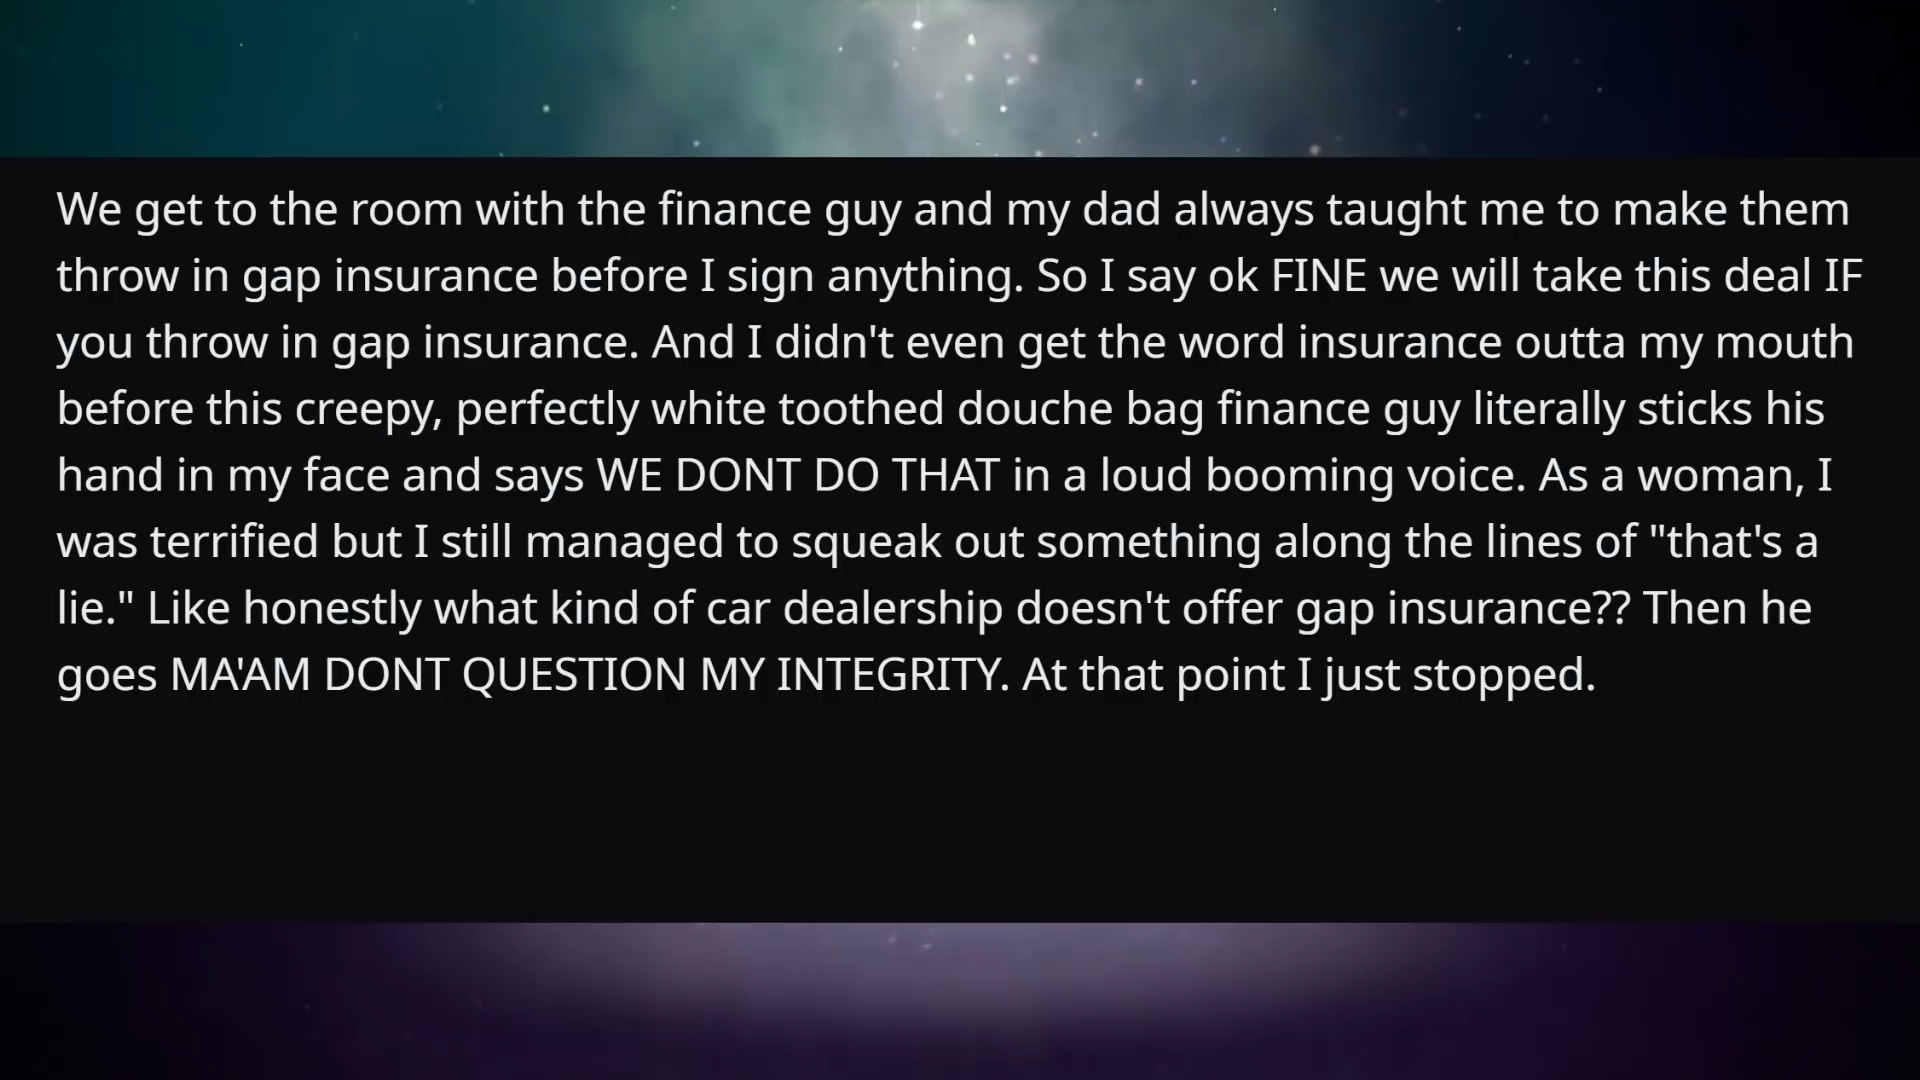 We get to the room with the finance guy and my dad always taught me to make them
throw in gap insurance before I sign anything. So I say ok FINE we will take this deal IF
you throw in gap insurance. And I didn't even get the word insurance outta my mouth
before this creepy, perfectly white toothed douche bag finance guy literally sticks his
hand in my face and says WE DONT DO THAT in a loud booming voice. As a woman, I
was terrified but I still managed to squeak out something along the lines of "that's a
lie." Like honestly what kind of car dealership doesn't offer gap insurance?? Then he
goes MA'AM DONT QUESTION MY INTEGRITY. At that point I just stopped.